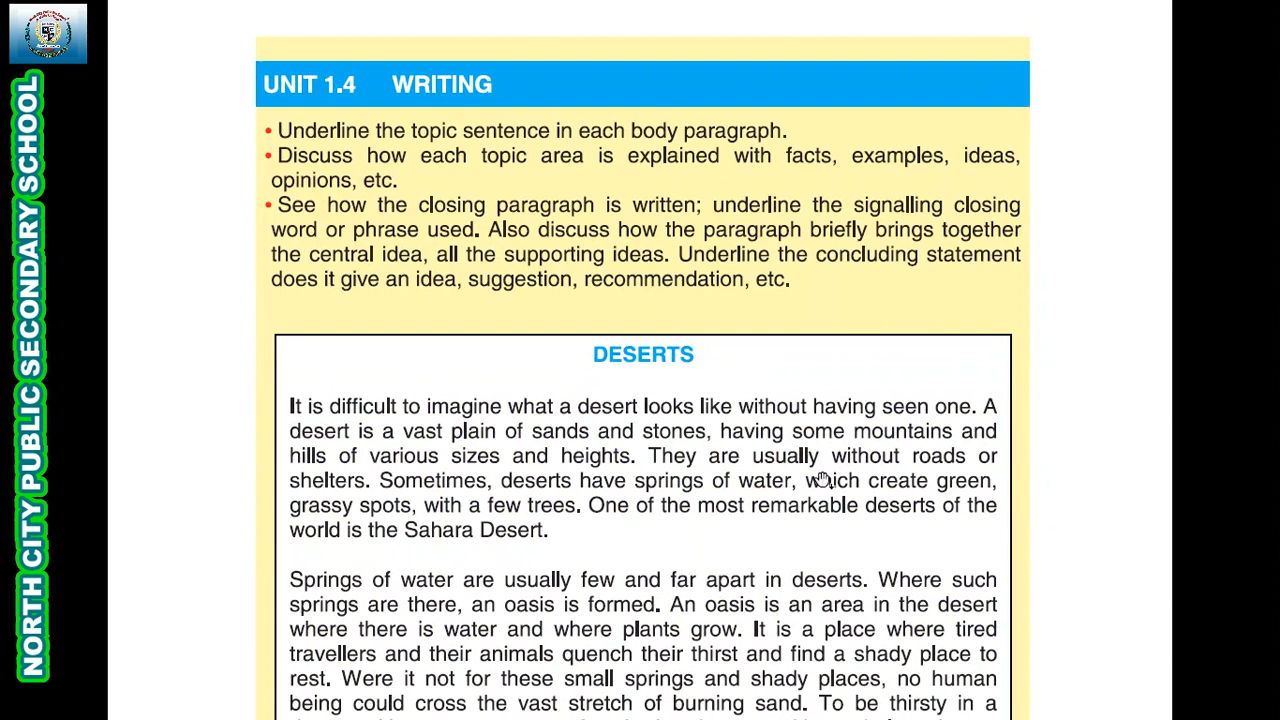 NORTH CITY PUBLIC SECONDARY SCHOOL
UNIT 1.4 WRITING
• Underline the topic sentence in each body paragraph.
• Discuss how each topic area is explained with facts, examples, ideas,
opinions, etc.
• See how the closing paragraph is written; underline the signalling closing
word or phrase used. Also discuss how the paragraph briefly brings together
the central idea, all the supporting ideas. Underline the concluding statement
does it give an idea, suggestion, recommendation, etc.
DESERTS
It is difficult to imagine what a desert looks like without having seen one. A
desert is a vast plain of sands and stones, having some mountains and
hills of various sizes and heights. They are usually without roads or
shelters. Sometimes, deserts have springs of water, which create green,
grassy spots, with a few trees. One of the most remarkable deserts of the
world is the Sahara Desert.
Springs of water are usually few and far apart in deserts. Where such
springs are there, an oasis is formed. An oasis is an area in the desert
where there is water and where plants grow. It is a place where tired
travellers and their animals quench their thirst and find a shady place to
rest. Were it not for these small springs and shady places, no human
being could cross the vast stretch of burning sand. To be thirsty in a